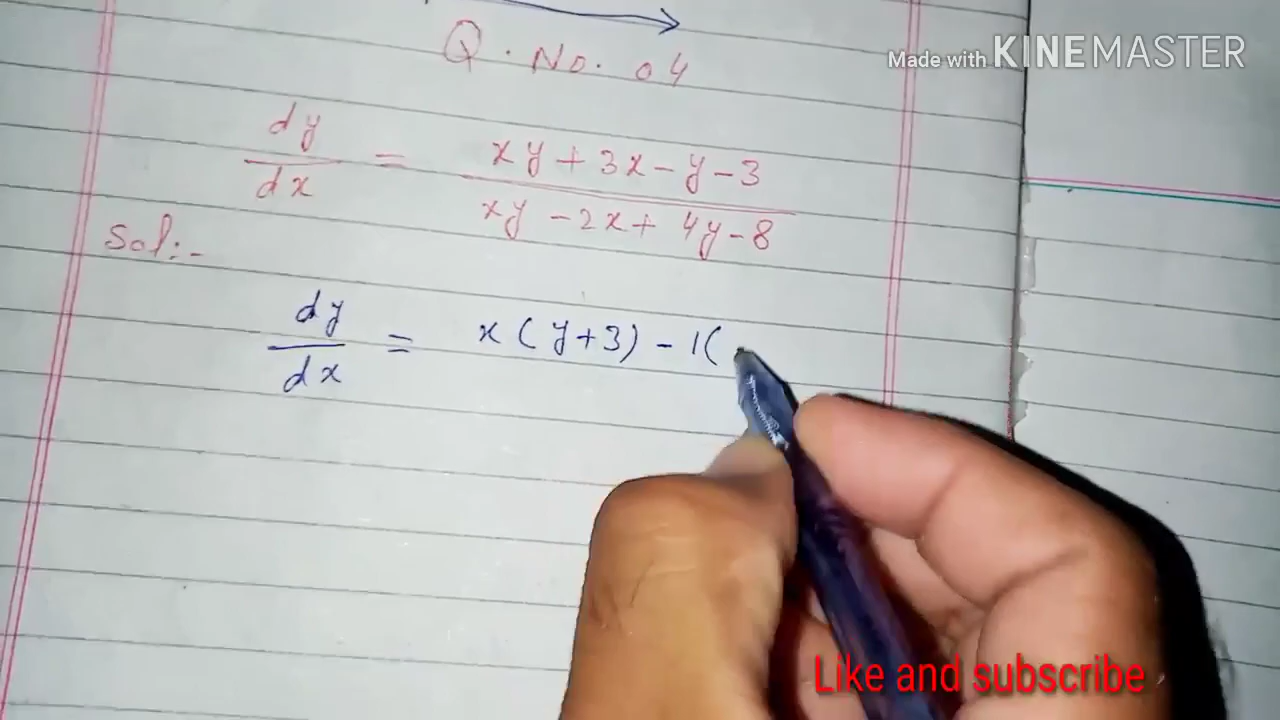 Made with KINEMASTER
Q. No. 04
dy/dx = xy + 3x - y - 3 / xy - 2x + 4y - 8
Sol:-
dy/dx = x(y+3) - 1(
Like and subscribe